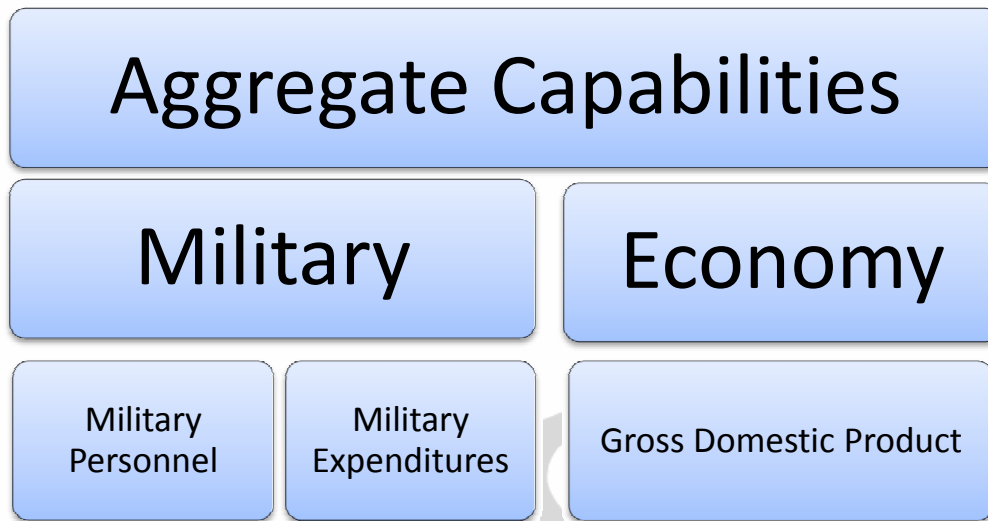 Aggregate Capabilities
Military
Economy
Military
Personnel
Military
Expenditures
Gross Domestic Product